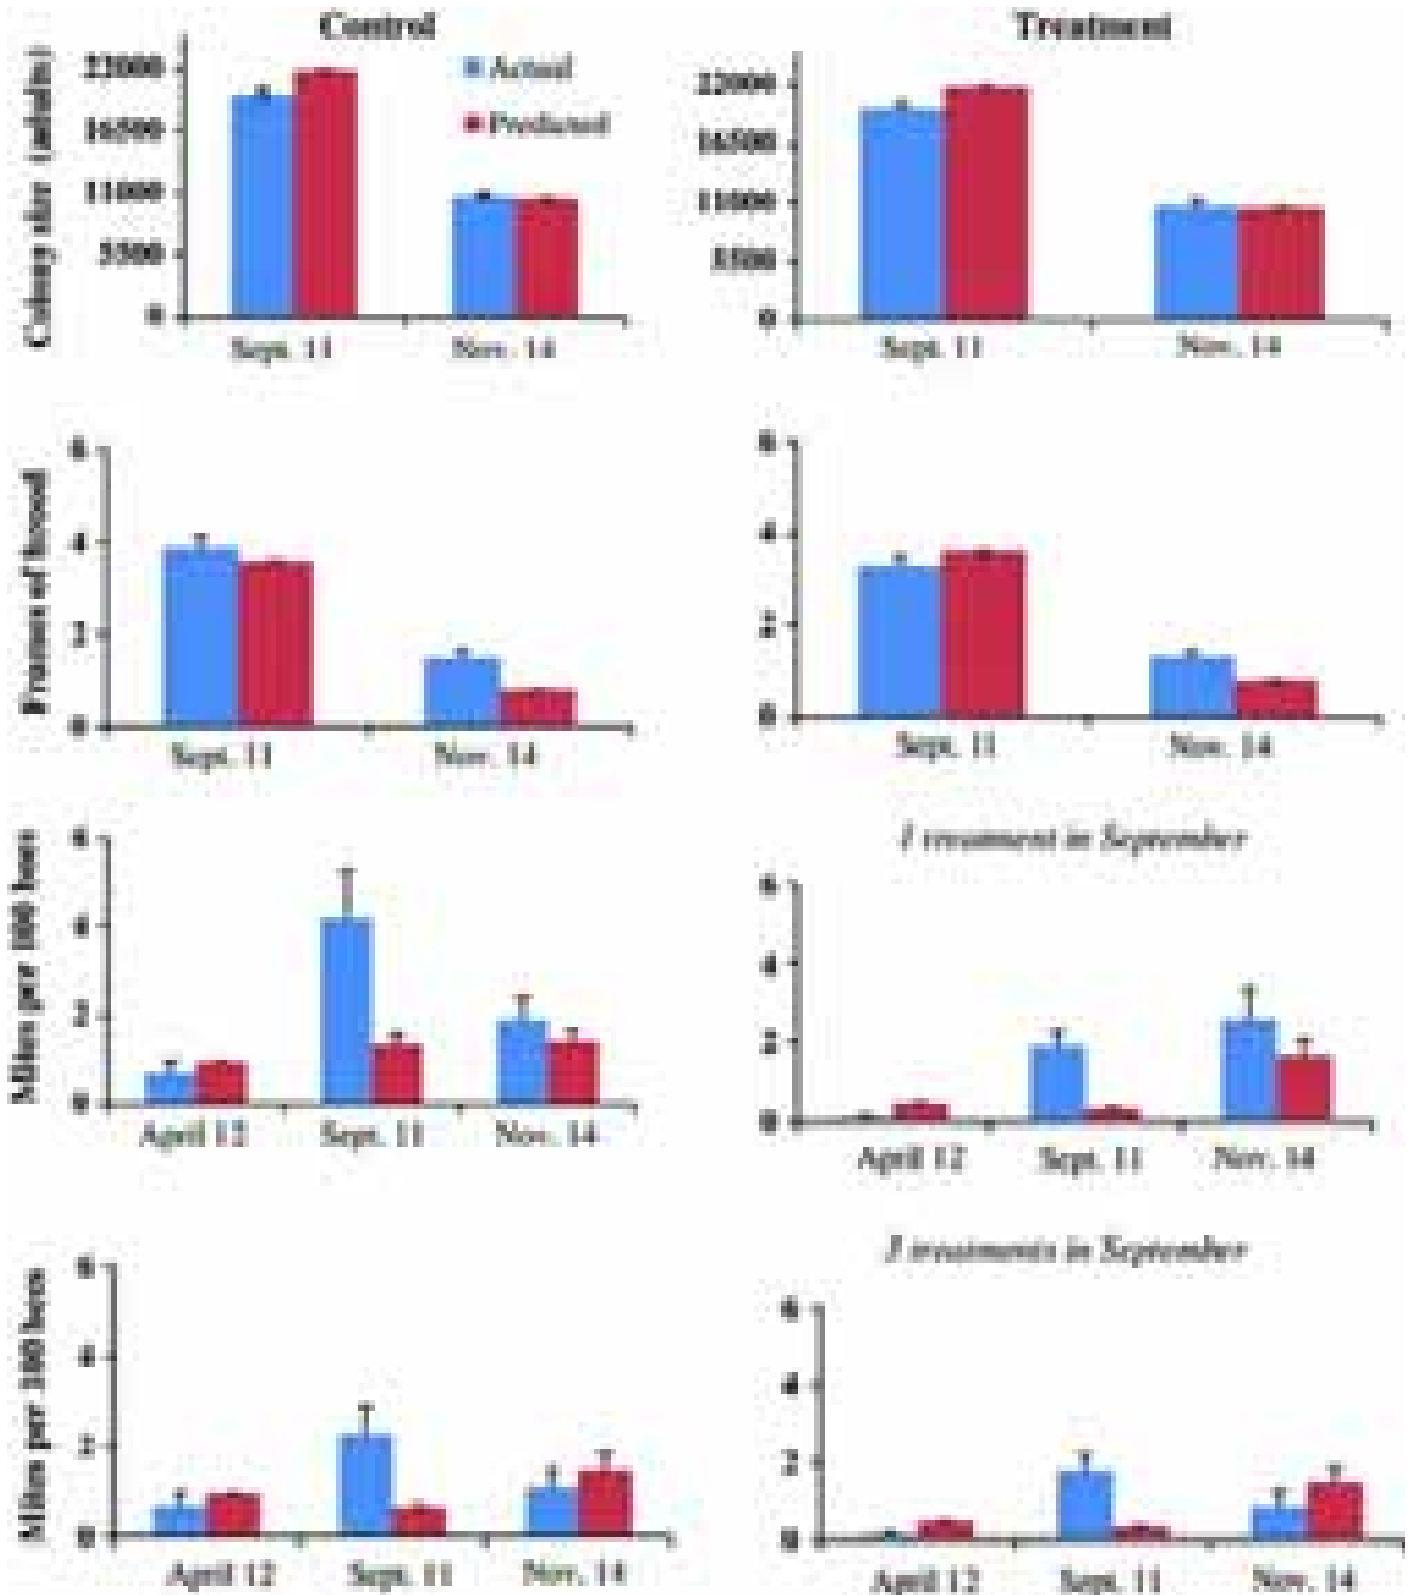 Control
Treatment
Colony size (adults)
22000
16500
11000
5500
0
Actual
Predicted
Sept. 11
Nov. 14
22000
16500
11000
5500
0
Sept. 11
Nov. 14
Frames of brood
6
4
2
0
Sept. 11
Nov. 14
6
4
2
0
Sept. 11
Nov. 14
Mites per 100 bees
6
4
2
0
April 12
Sept. 11
Nov. 14
1 treatment in September
6
4
2
0
April 12
Sept. 11
Nov. 14
Mites per 100 bees
6
4
2
0
April 12
Sept. 11
Nov. 14
treatments in September
6
4
2
0
April 12
Sept. 11
Nov. 14